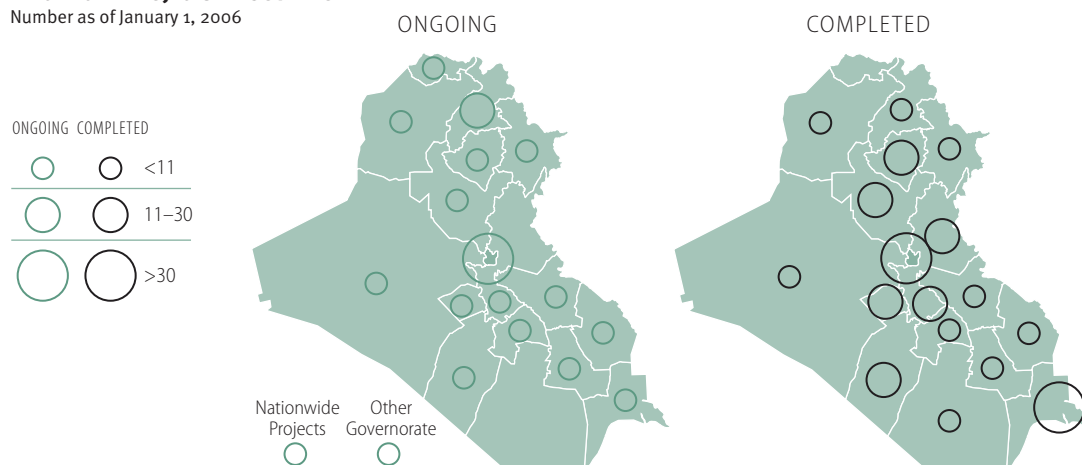 Number as of January 1, 2006
ONGOING
COMPLETED
ONGOING COMPLETED
<11
11–30
>30
Nationwide Projects
Other Governorate